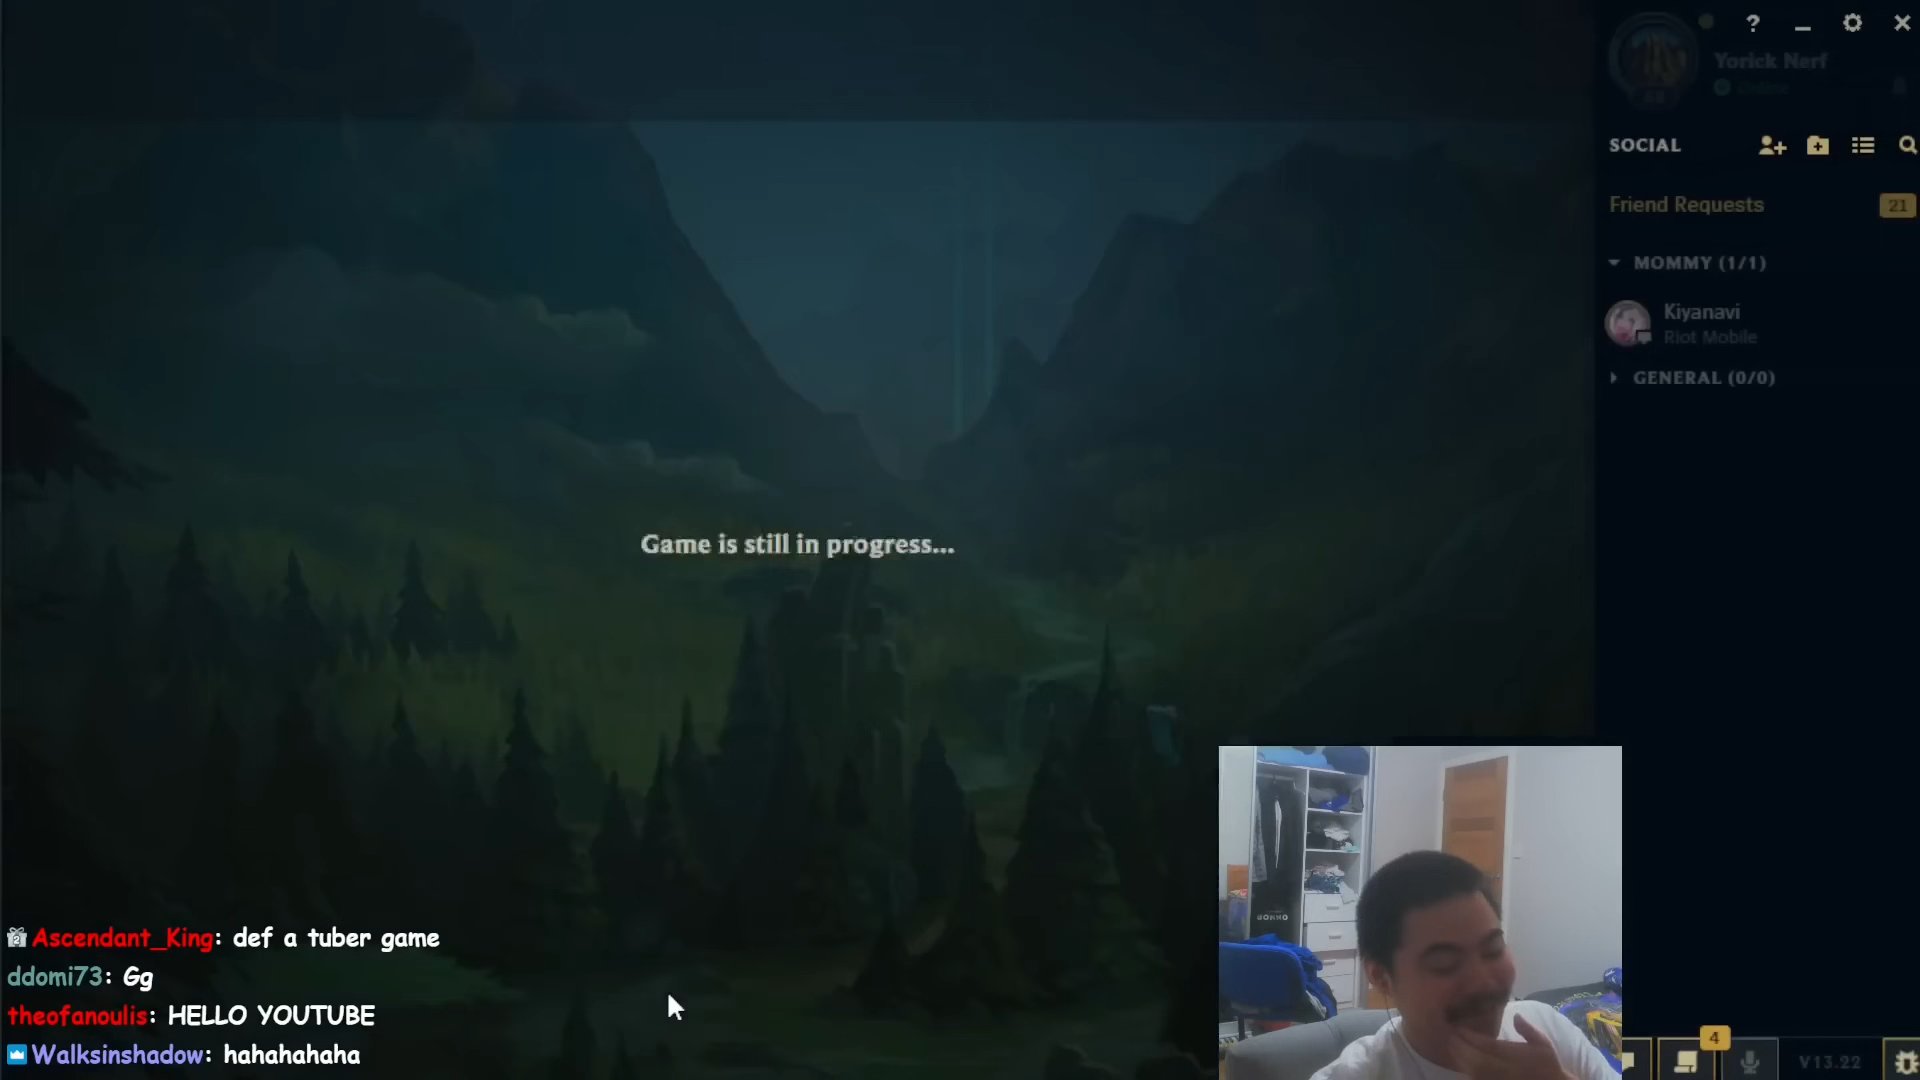 ?
Yorick Nerf
SOCIAL
Friend Requests
21
MOMMY (1/1)
Kiyanavi
Riot Mobile
GENERAL (0/0)
Game is still in progress...
Ascendant_King: def a tuber game
ddomi73: Gg
theofanoulis: HELLO YOUTUBE
Walksinshadow: hahahahaha
4
V13.22